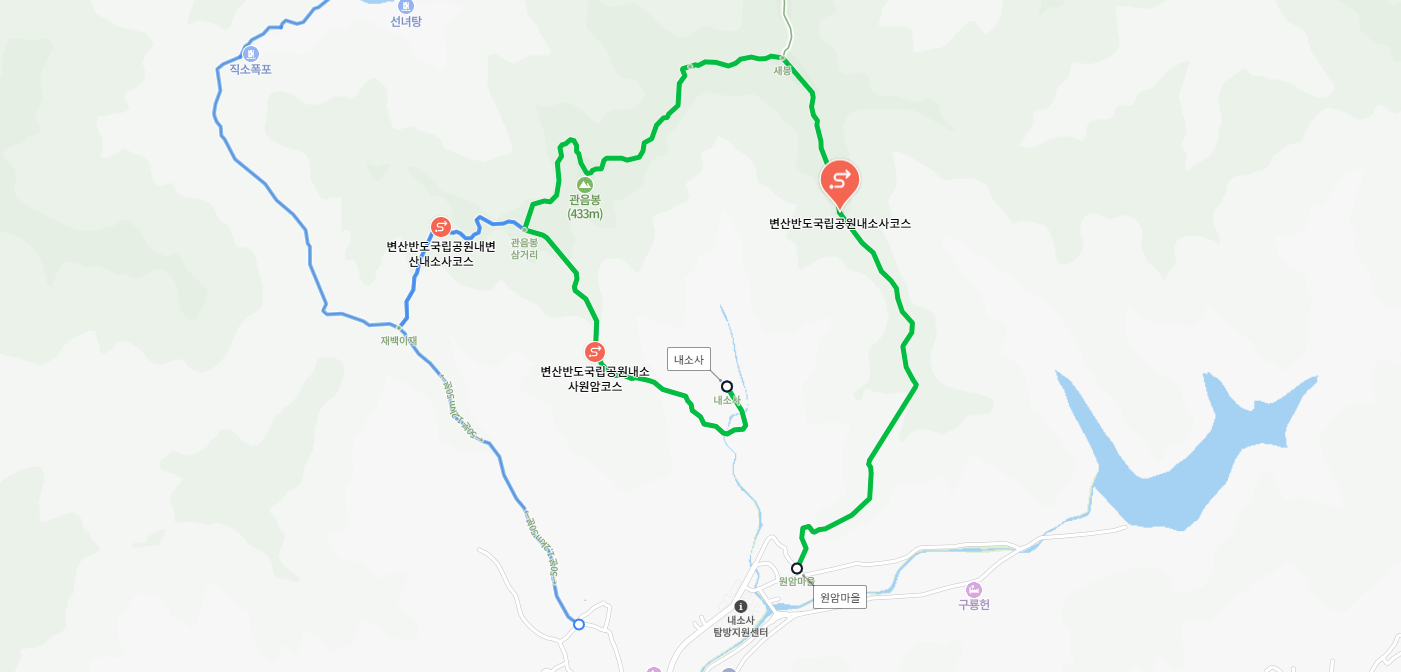 선녀탕
직소폭포
새봉
관음봉
(433m)
변산반도국립공원내소사코스
변산반도국립공원내변
산내소사코스
관음봉
삼거리
재백이재
변산반도국립공원내소
사원암코스
내소사
내소사
원암마을
원암마을
구룡헌
내소사
탐방지원센터